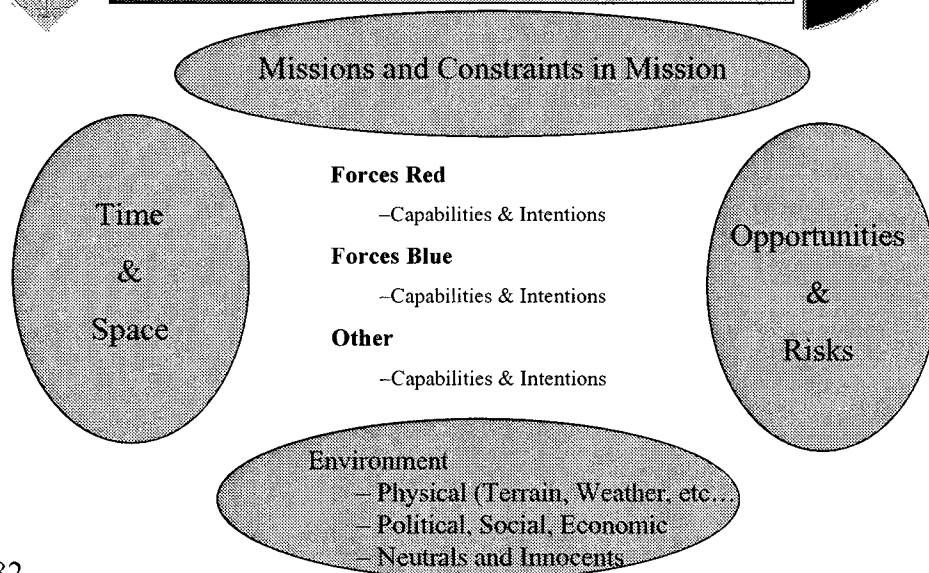 Missions and Constraints in Mission
Time
&
Space
Forces Red
–Capabilities & Intentions
Forces Blue
–Capabilities & Intentions
Other
–Capabilities & Intentions
Opportunities
&
Risks
Environment
– Physical (Terrain, Weather, etc…
– Political, Social, Economic
– Neutrals and Innocents
32